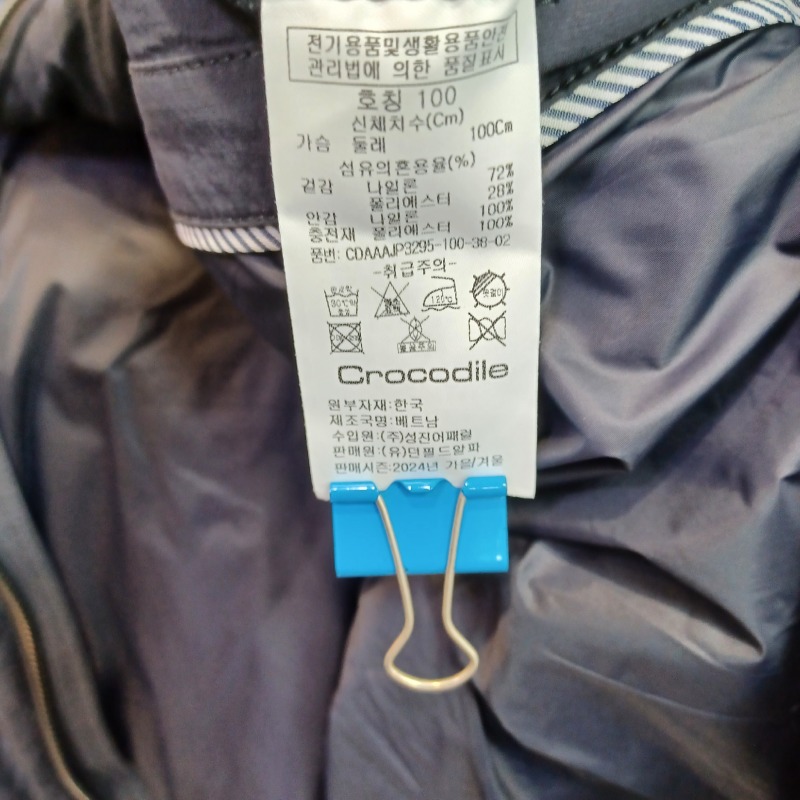 전기용품및생활용품안전
관리법에 의한 품질표시
호칭 100
신체치수(Cm)
가슴 둘레 100Cm
섬유의혼용율(%)
겉감 나일론 72%
폴리에스터 28%
안감 나일론 100%
충전재 폴리에스터 100%
품번: CDAAAJP3295-100-38-02
-취급주의-
Crocodile
원부자재:한국
제조국명:베트남
수입원:(주)성진어패럴
판매원:(유)던필드알파
판매시즌:2024년 가을/겨울